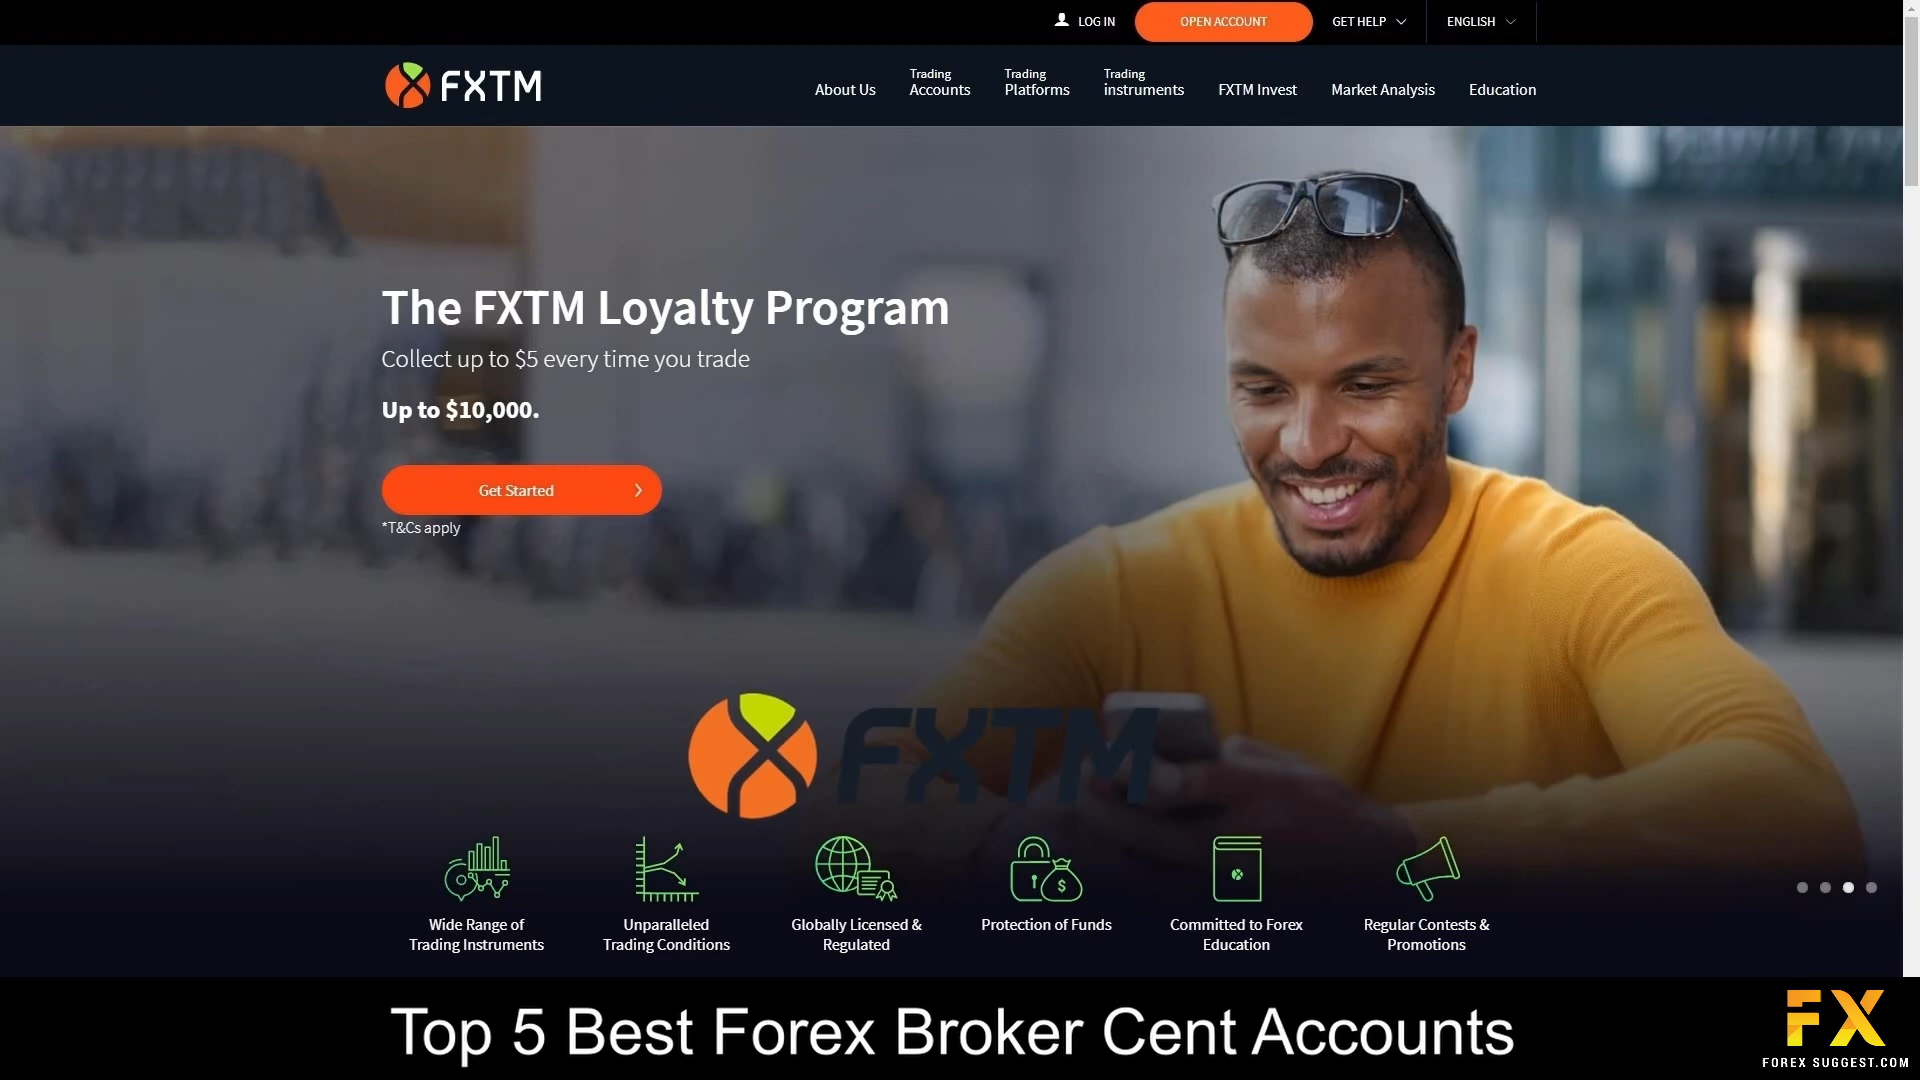 LOG IN
OPEN ACCOUNT
GET HELP
ENGLISH
FXTM
About Us
Trading
Accounts
Trading
Platforms
Trading
instruments
FXTM Invest
Market Analysis
Education
The FXTM Loyalty Program
Collect up to $5 every time you trade
Up to $10,000.
Get Started
*T&Cs apply
FXTM
Wide Range of
Trading Instruments
Unparalleled
Trading Conditions
Globally Licensed &
Regulated
Protection of Funds
Committed to Forex
Education
Regular Contests &
Promotions
Top 5 Best Forex Broker Cent Accounts
FX
FOREX SUGGEST.COM